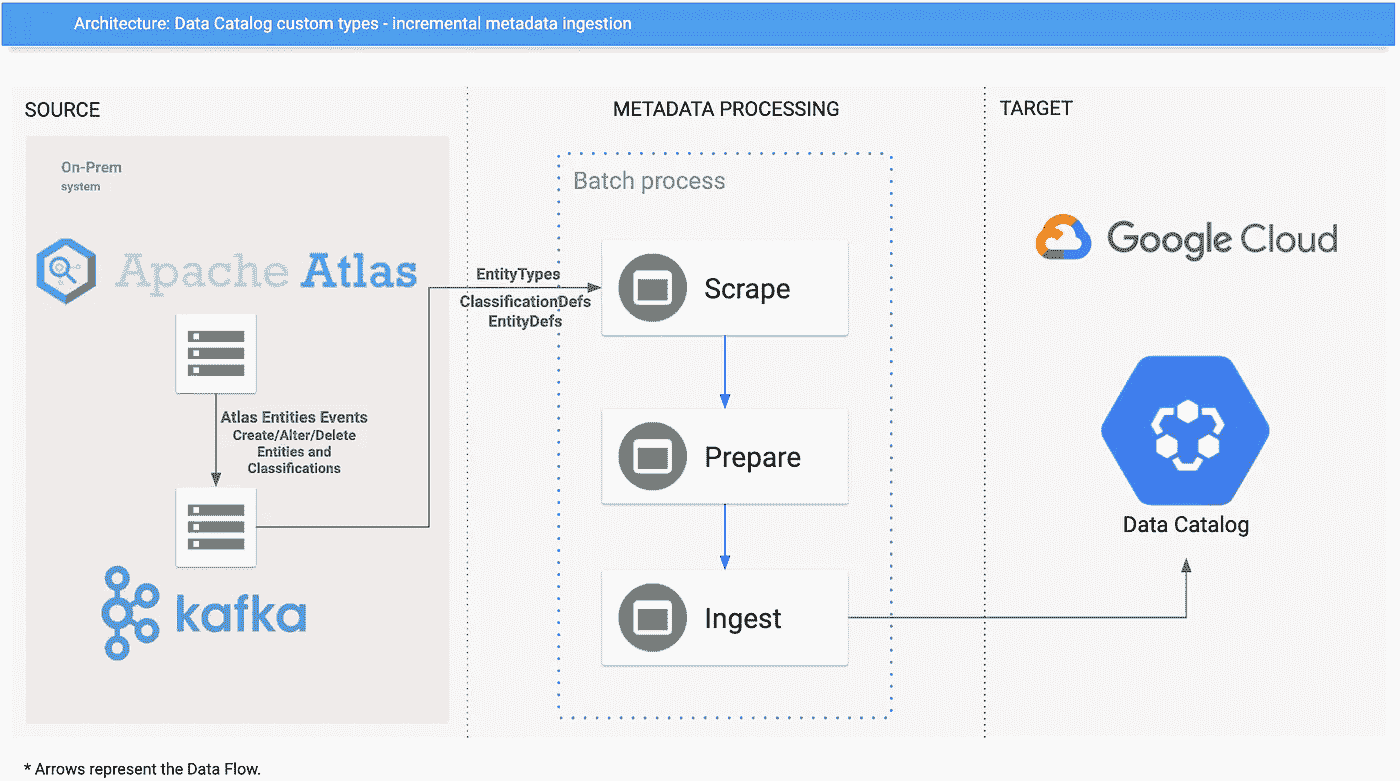 Architecture: Data Catalog custom types - incremental metadata ingestion
SOURCE
METADATA PROCESSING
TARGET
On-Prem
system
Batch process
Apache Atlas
Google Cloud
EntityTypes
ClassificationDefs
EntityDefs
Scrape
Atlas Entities Events
Create/Alter/Delete
Entities and
Classifications
Prepare
Data Catalog
kafka
Ingest
* Arrows represent the Data Flow.